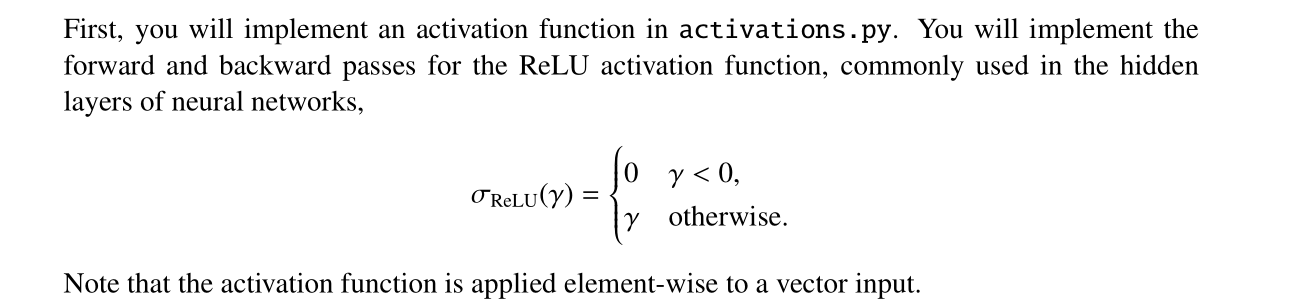 First, you will implement an activation function in activations.py. You will implement the
forward and backward passes for the ReLU activation function, commonly used in the hidden
layers of neural networks,
σ_ReLU(γ) = { 0 γ < 0,
γ otherwise.
Note that the activation function is applied element-wise to a vector input.